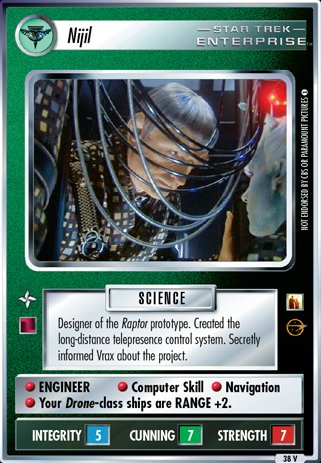 Nijil
STAR TREK
ENTERPRISE™
NOT ENDORSED BY CBS OR PARAMOUNT PICTURES
SCIENCE
Designer of the Raptor prototype. Created the
long-distance telepresence control system. Secretly
informed Vrax about the project.
ENGINEER Computer Skill Navigation
Your Drone-class ships are RANGE +2.
INTEGRITY 5 CUNNING 7 STRENGTH 7
38 V